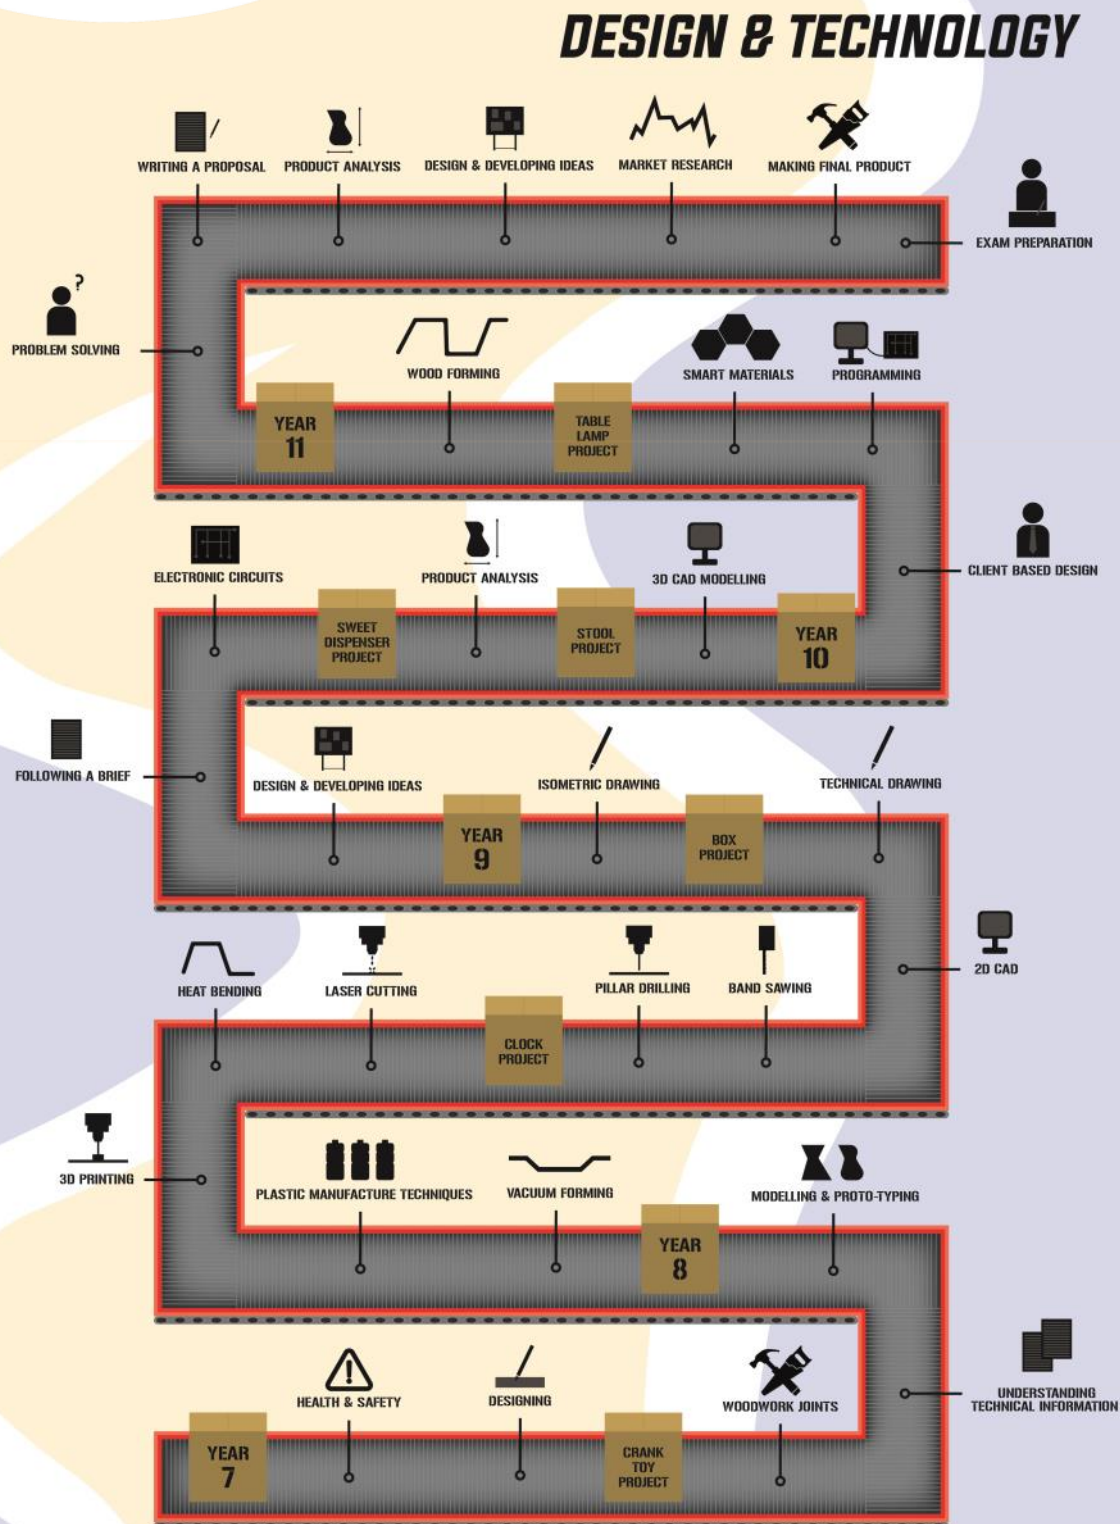 DESIGN & TECHNOLOGY
WRITING A PROPOSAL
PRODUCT ANALYSIS
DESIGN & DEVELOPING IDEAS
MARKET RESEARCH
MAKING FINAL PRODUCT
EXAM PREPARATION
?
PROBLEM SOLVING
WOOD FORMING
SMART MATERIALS
PROGRAMMING
YEAR
11
TABLE
LAMP
PROJECT
ELECTRONIC CIRCUITS
PRODUCT ANALYSIS
3D CAD MODELLING
CLIENT BASED DESIGN
SWEET
DISPENSER
PROJECT
STOOL
PROJECT
YEAR
10
FOLLOWING A BRIEF
DESIGN & DEVELOPING IDEAS
ISOMETRIC DRAWING
TECHNICAL DRAWING
YEAR
9
BOX
PROJECT
HEAT BENDING
LASER CUTTING
PILLAR DRILLING
BAND SAWING
2D CAD
CLOCK
PROJECT
3D PRINTING
PLASTIC MANUFACTURE TECHNIQUES
VACUUM FORMING
MODELLING & PROTO-TYPING
YEAR
8
HEALTH & SAFETY
DESIGNING
WOODWORK JOINTS
UNDERSTANDING
TECHNICAL INFORMATION
YEAR
7
CRANK
TOY
PROJECT